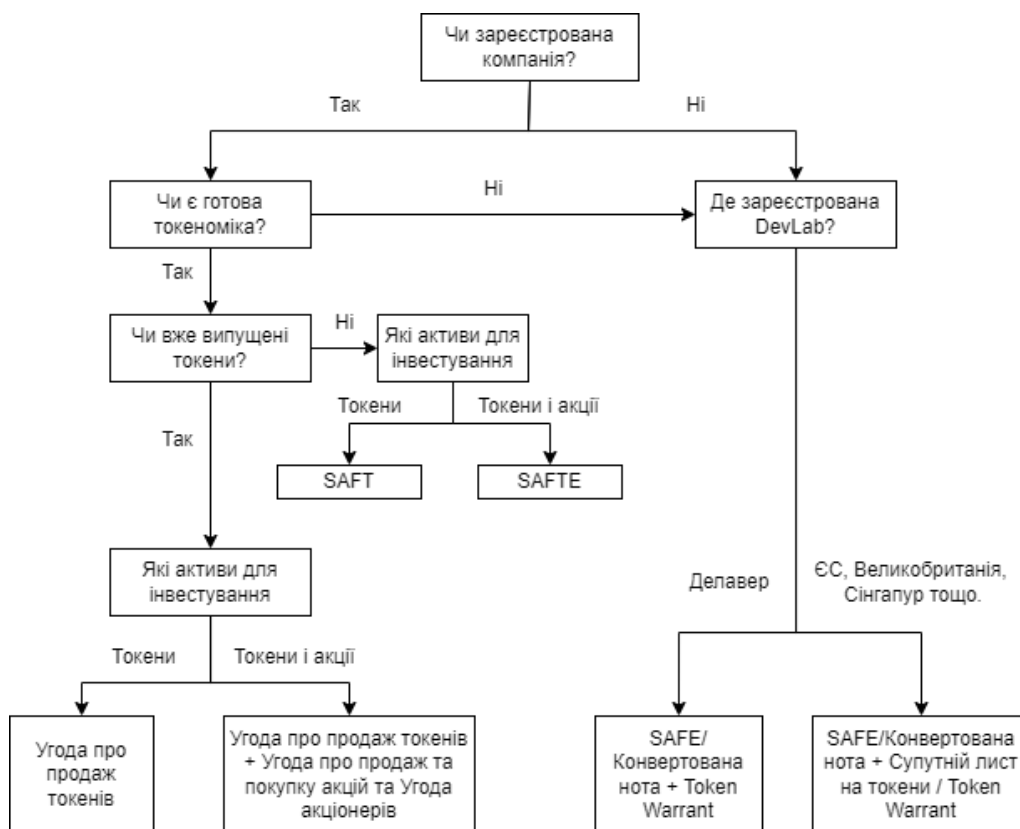 Чи зареєстрована
компанія?
Так
Ні
Чи є готова
токеноміка?
Ні
Де зареєстрована
DevLab?
Так
Чи вже випущені
токени?
Ні
Які активи для
інвестування
Токени
Токени і акції
Так
SAFT
SAFTE
Які активи для
інвестування
Делавер
ЄС, Великобританія,
Сінгапур тощо.
Токени
Токени і акції
Угода про
продаж
токенів
Угода про продаж токенів
+ Угода про продаж та
покупку акцій та Угода
акціонерів
SAFE/
Конвертована
нота + Token
Warrant
SAFE/Конвертована
нота + Супутній лист
на токени / Token
Warrant